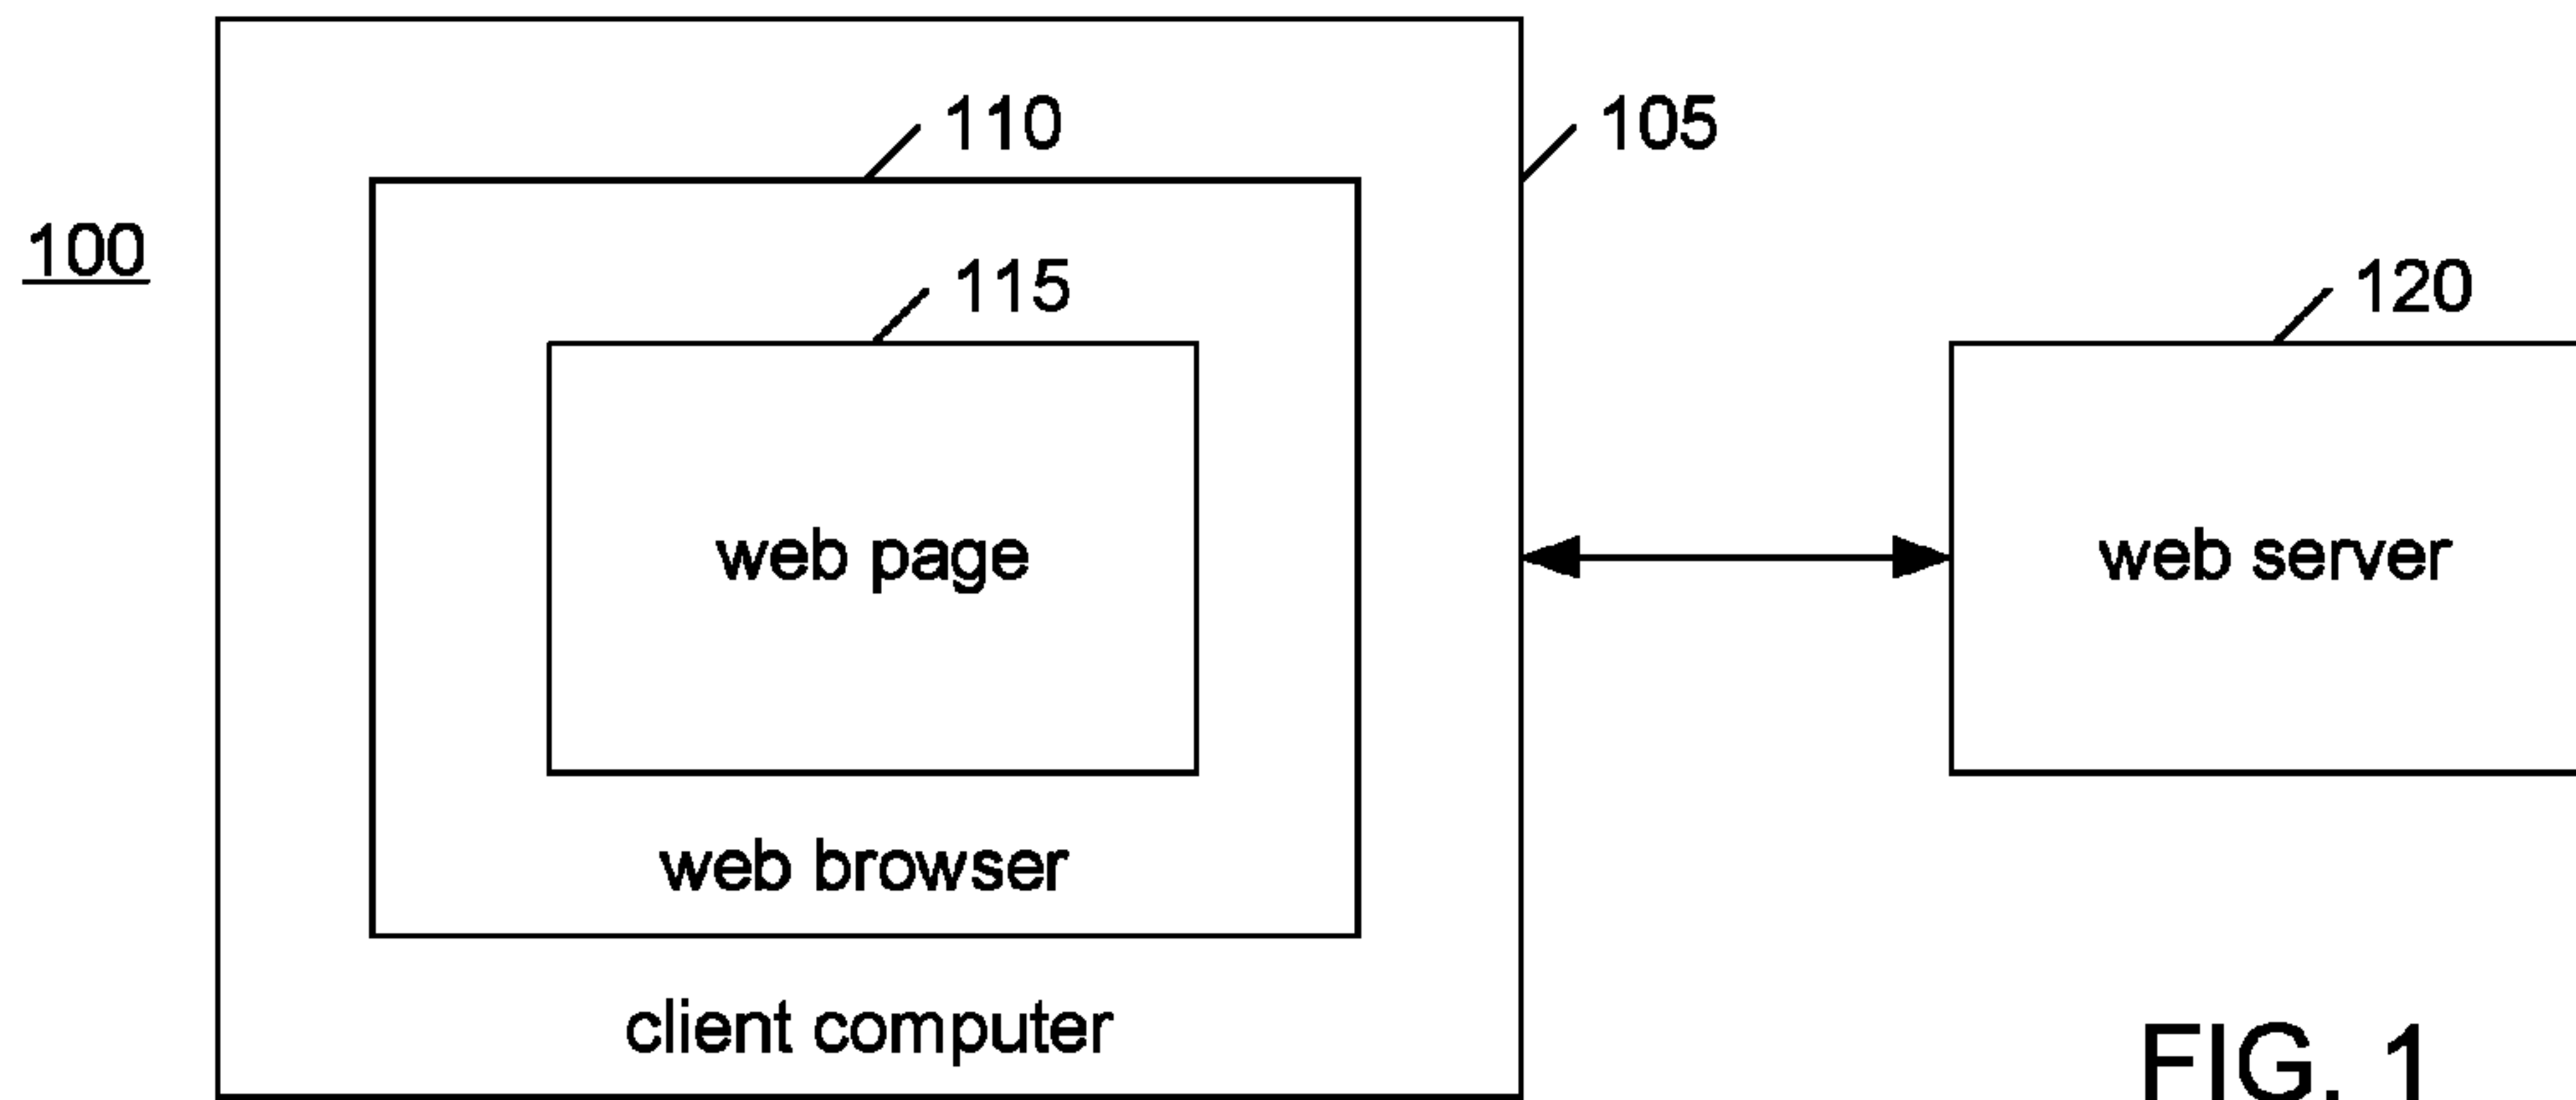 110
105
100
115
120
web page
web server
web browser
client computer
FIG. 1